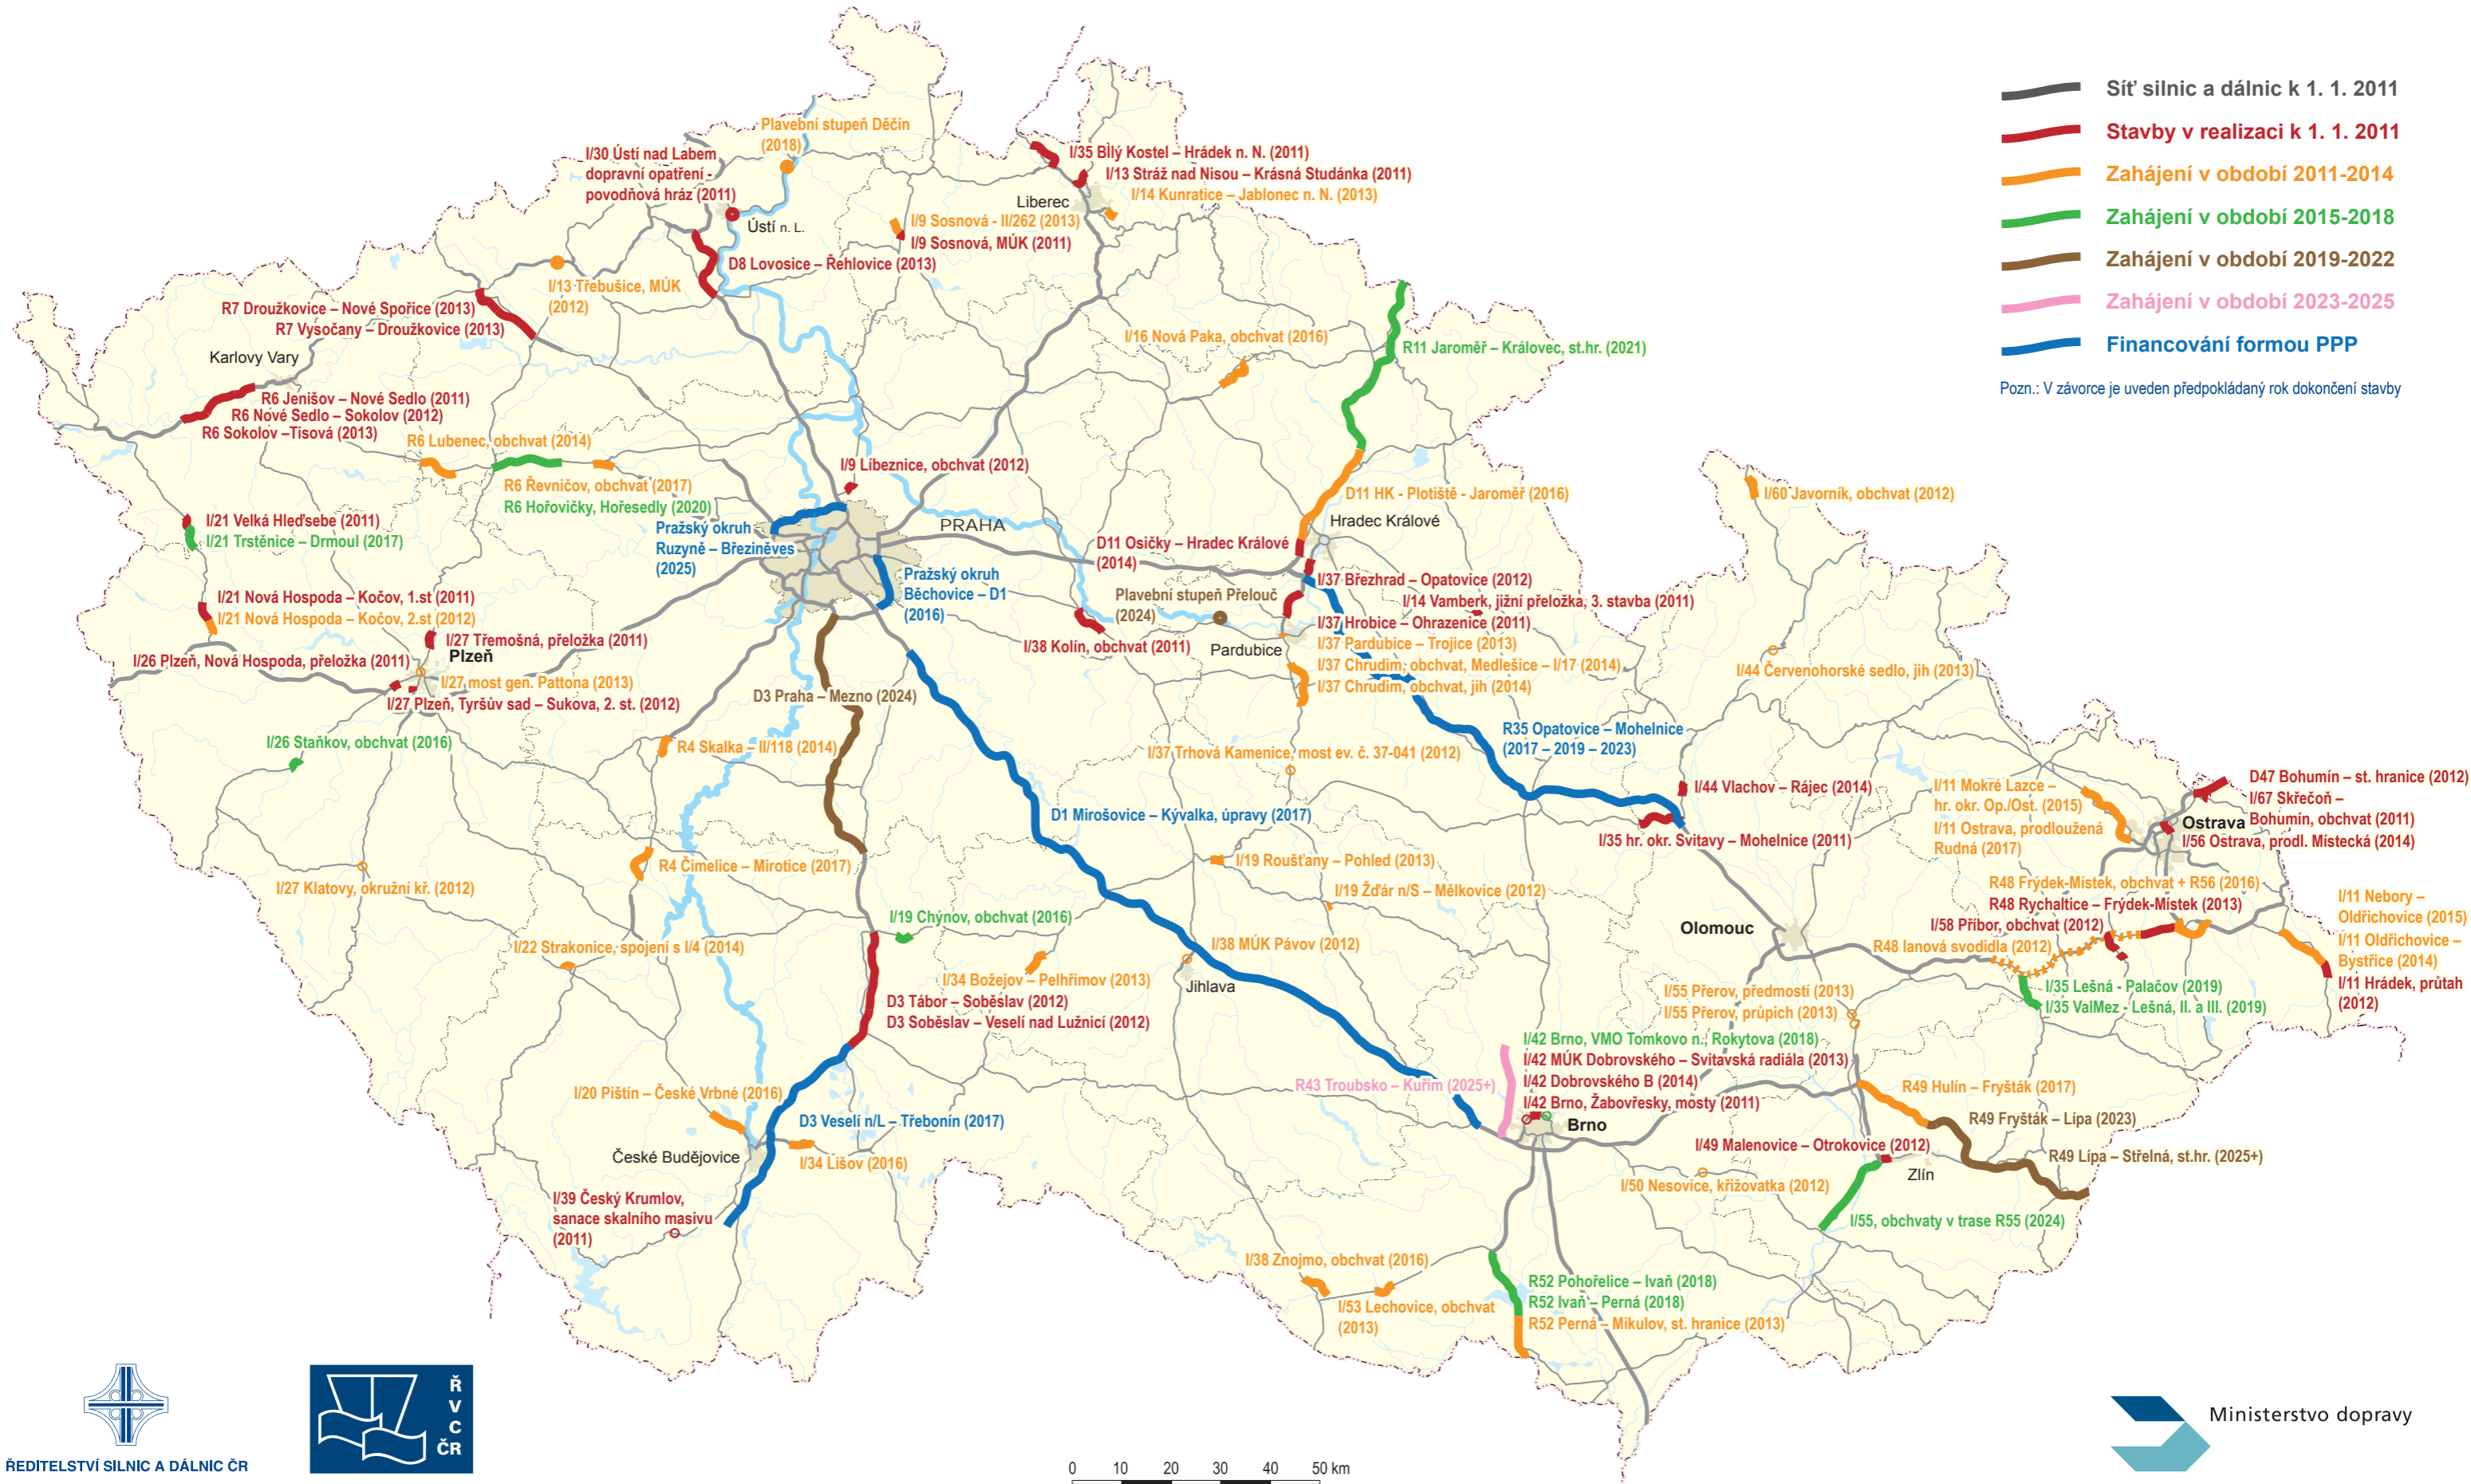 Síť silnic a dálnic k 1. 1. 2011
Stavby v realizaci k 1. 1. 2011
Zahájení v období 2011-2014
Zahájení v období 2015-2018
Zahájení v období 2019-2022
Zahájení v období 2023-2025
Financování formou PPP
Pozn.: V závorce je uveden předpokládaný rok dokončení stavby
Plavební stupeň Děčín
(2018)
I/30 Ústí nad Labem
dopravní opatření -
povodňová hráz (2011)
Ústí n. L.
I/35 Bílý Kostel – Hrádek n. N. (2011)
I/13 Stráž nad Nisou – Krásná Studánka (2011)
I/14 Kunratice – Jablonec n. N. (2013)
Liberec
I/9 Sosnová - II/262 (2013)
I/9 Sosnová, MÚK (2011)
D8 Lovosice – Řehlovice (2013)
I/13 Třebušice, MÚK
(2012)
R7 Droužkovice – Nové Spořice (2013)
R7 Vysočany – Droužkovice (2013)
Karlovy Vary
R6 Jenišov – Nové Sedlo (2011)
R6 Nové Sedlo – Sokolov (2012)
R6 Sokolov –Tisová (2013)
R6 Lubenec, obchvat (2014)
R6 Řevničov, obchvat (2017)
R6 Hořovičky, Hořesedly (2020)
I/16 Nová Paka, obchvat (2016)
R11 Jaroměř – Královec, st.hr. (2021)
I/9 Líbeznice, obchvat (2012)
D11 HK - Plotiště - Jaroměř (2016)
Hradec Králové
I/60 Javorník, obchvat (2012)
I/21 Velká Hleďsebe (2011)
I/21 Trstěnice – Drmoul (2017)
Pražský okruh
Ruzyně – Březiněves
(2025)
PRAHA
D11 Osičky – Hradec Králové
(2014)
Pražský okruh
Běchovice – D1
(2016)
I/37 Březhrad – Opatovice (2012)
Plavební stupeň Přelouč
(2024)
I/14 Vamberk, jižní přeložka, 3. stavba (2011)
I/37 Hrobice – Ohrazenice (2011)
I/21 Nová Hospoda – Kočov, 1.st (2011)
I/21 Nová Hospoda – Kočov, 2.st (2012)
I/27 Třemošná, přeložka (2011)
Plzeň
I/26 Plzeň, Nová Hospoda, přeložka (2011)
I/27 most gen. Pattona (2013)
I/27 Plzeň, Tyršův sad – Sukova, 2. st. (2012)
I/38 Kolín, obchvat (2011)
Pardubice
I/37 Pardubice – Trojice (2013)
I/37 Chrudim, obchvat, Medlešice – I/17 (2014)
I/37 Chrudim, obchvat, jih (2014)
I/44 Červenohorské sedlo, jih (2013)
D3 Praha – Mezno (2024)
I/26 Staňkov, obchvat (2016)
R4 Skalka – II/118 (2014)
R35 Opatovice – Mohelnice
(2017 – 2019 – 2023)
I/37 Trhová Kamenice, most ev. č. 37-041 (2012)
I/44 Vlachov – Rájec (2014)
D1 Mirošovice – Kývalka, úpravy (2017)
I/35 hr. okr. Svitavy – Mohelnice (2011)
I/11 Mokré Lazce –
hr. okr. Op./Ost. (2015)
I/11 Ostrava, prodloužená
Rudná (2017)
D47 Bohumín – st. hranice (2012)
I/67 Skřečoň –
Bohumín, obchvat (2011)
Ostrava
I/56 Ostrava, prodl. Místecká (2014)
I/19 Roušťany – Pohled (2013)
R4 Čimelice – Mirotice (2017)
I/27 Klatovy, okružní kř. (2012)
I/19 Žďár n/S – Mělkovice (2012)
R48 Frýdek-Místek, obchvat + R56 (2016)
R48 Rychaltice – Frýdek-Místek (2013)
I/58 Příbor, obchvat (2012)
R48 lanová svodidla (2012)
I/11 Nebory –
Oldřichovice (2015)
I/11 Oldřichovice –
Bystřice (2014)
I/11 Hrádek, průtah
(2012)
I/19 Chýnov, obchvat (2016)
Olomouc
I/22 Strakonice, spojení s I/4 (2014)
I/38 MÚK Pávov (2012)
I/34 Božejov – Pelhřimov (2013)
Jihlava
I/35 Lešná - Palačov (2019)
I/35 ValMez - Lešná, II. a III. (2019)
D3 Tábor – Soběslav (2012)
D3 Soběslav – Veselí nad Lužnicí (2012)
I/55 Přerov, předmostí (2013)
I/55 Přerov, průpich (2013)
I/42 Brno, VMO Tomkovo n., Rokytova (2018)
I/42 MÚK Dobrovského – Svitavská radiála (2013)
I/42 Dobrovského B (2014)
I/42 Brno, Žabovřesky, mosty (2011)
R43 Troubsko – Kuřim (2025+)
Brno
I/20 Pištín – České Vrbné (2016)
D3 Veselí n/L – Třebonín (2017)
R49 Hulín – Fryšták (2017)
R49 Fryšták – Lípa (2023)
I/49 Malenovice – Otrokovice (2012)
R49 Lípa – Střelná, st.hr. (2025+)
Zlín
České Budějovice
I/34 Lišov (2016)
I/50 Nesovice, křižovatka (2012)
I/55, obchvaty v trase R55 (2024)
I/39 Český Krumlov,
sanace skalního masivu
(2011)
I/38 Znojmo, obchvat (2016)
I/53 Lechovice, obchvat
(2013)
R52 Pohořelice – Ivaň (2018)
R52 Ivaň – Perná (2018)
R52 Perná – Mikulov, st. hranice (2013)
ŘEDITELSTVÍ SILNIC A DÁLNIC ČR
Ř
V
C
ČR
0 10 20 30 40 50 km
Ministerstvo dopravy